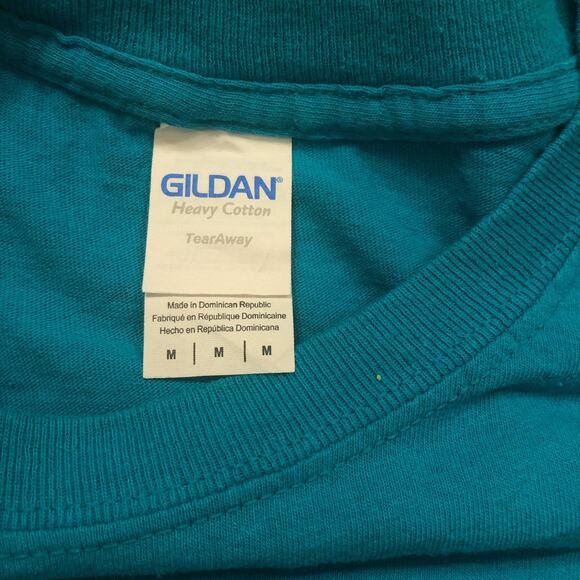 GILDAN®
Heavy Cotton
TearAway
Made in Dominican Republic
Fabriqué en République Dominicaine
Hecho en República Dominicana
M | M | M